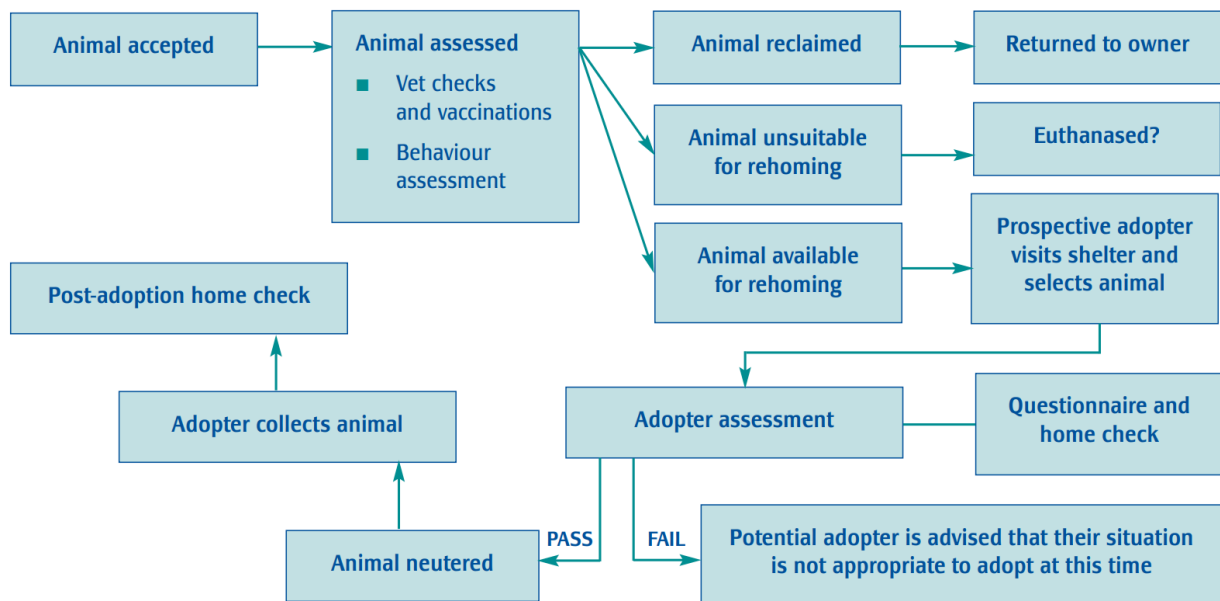 Animal accepted
Animal assessed
■ Vet checks
and vaccinations
■ Behaviour
assessment
Animal reclaimed
Returned to owner
Animal unsuitable
for rehoming
Euthanased?
Animal available
for rehoming
Prospective adopter
visits shelter and
selects animal
Adopter assessment
Questionnaire and
home check
PASS
FAIL
Potential adopter is advised that their situation
is not appropriate to adopt at this time
Animal neutered
Adopter collects animal
Post-adoption home check